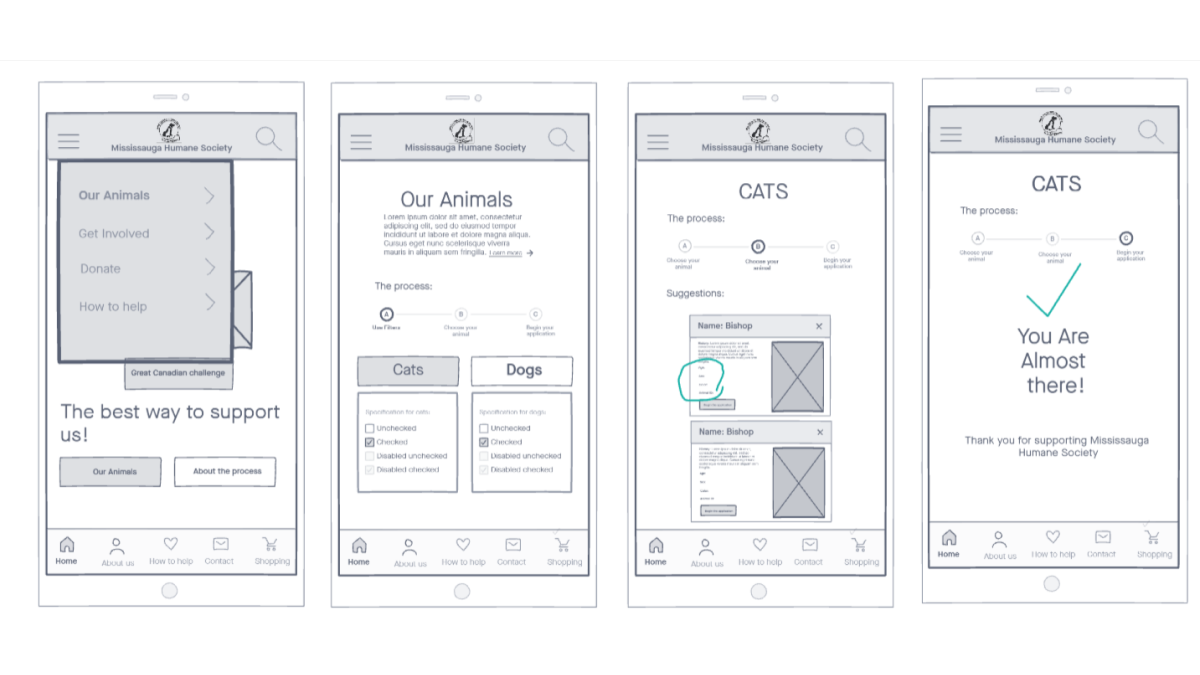 Mississauga Humane Society
Our Animals
Get Involved
Donate
How to help
Great Canadian challenge
The best way to support
us!
Our Animals
About the process
Home
About us
How to help
Contact
Shopping
Mississauga Humane Society
Our Animals
Lorem ipsum dolor sit amet, consectetur
adipiscing elit, sed do eiusmod tempor
incididunt ut labore et dolore magna aliqua.
Cursus eget nunc scelerisque viverra
mauris in aliquam sem fringilla. Learn more
The process:
A
B
C
Use Filters
Choose your
animal
Begin your
application
Cats
Dogs
Specification for cats:
Unchecked
Checked
Disabled unchecked
Disabled checked
Specification for dogs:
Unchecked
Checked
Disabled unchecked
Disabled checked
Home
About us
How to help
Contact
Shopping
Mississauga Humane Society
CATS
The process:
A
B
C
Choose your
animal
Choose your
animal
Begin your
application
Suggestions:
Name: Bishop
Name: Bishop
Home
About us
How to help
Contact
Shopping
Mississauga Humane Society
CATS
The process:
A
B
C
Choose your
animal
Choose your
animal
Begin your
application
You Are
Almost
there!
Thank you for supporting Mississauga
Humane Society
Home
About us
How to help
Contact
Shopping